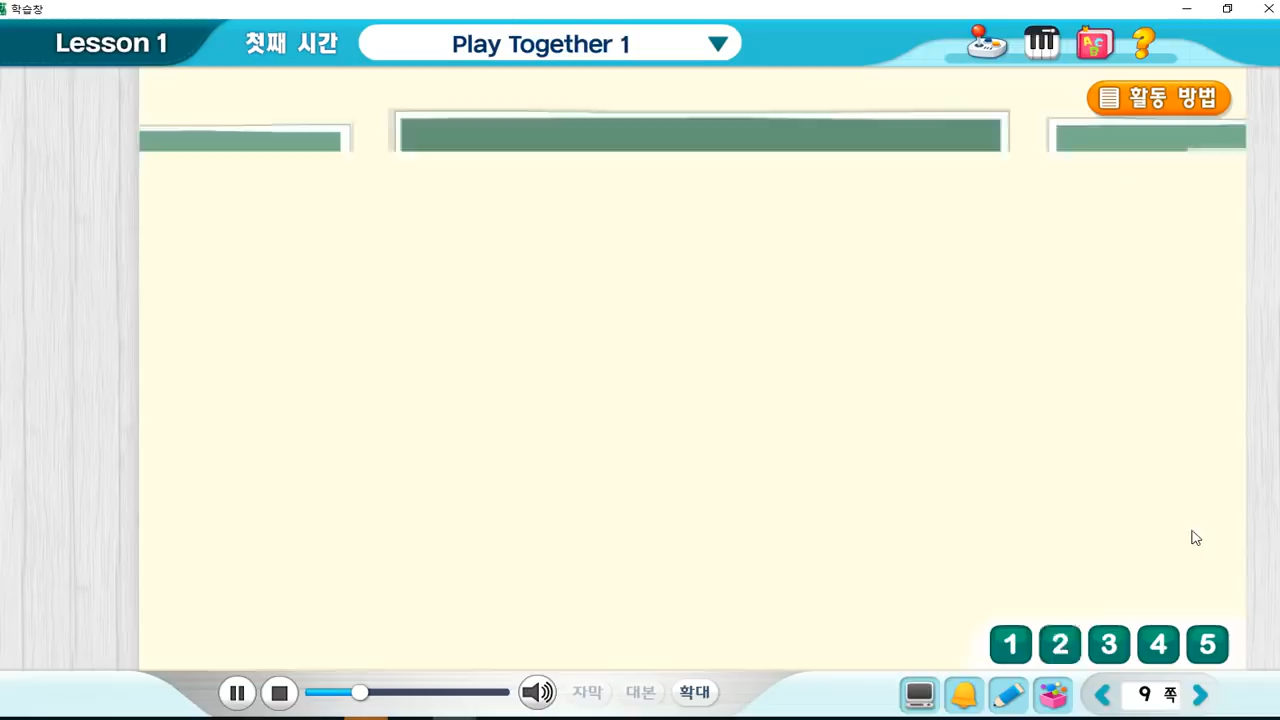 학습창
Lesson 1
첫째 시간
Play Together 1
활동 방법
1 2 3 4 5
자막 대본 확대
9 쪽